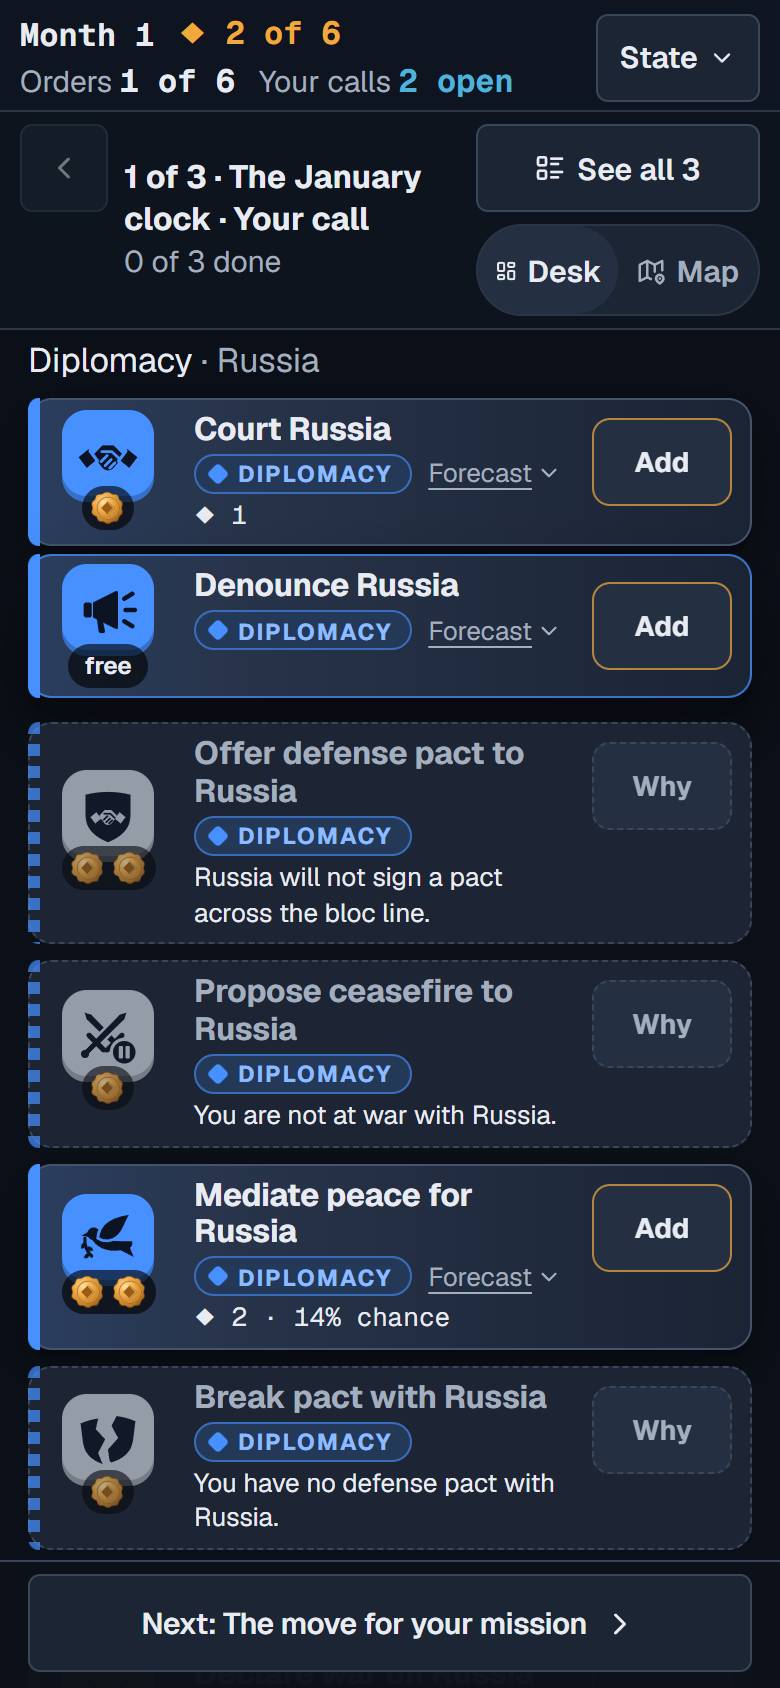 Month 1 ◆ 2 of 6
Orders 1 of 6 Your calls 2 open
State
1 of 3 · The January
clock · Your call
0 of 3 done
See all 3
Desk
Map
Diplomacy · Russia
Court Russia
DIPLOMACY
Forecast
◆ 1
Add
Denounce Russia
DIPLOMACY
Forecast
free
Add
Offer defense pact to
Russia
DIPLOMACY
Russia will not sign a pact
across the bloc line.
Why
Propose ceasefire to
Russia
DIPLOMACY
You are not at war with Russia.
Why
Mediate peace for
Russia
DIPLOMACY
Forecast
◆ 2 · 14% chance
Add
Break pact with Russia
DIPLOMACY
You have no defense pact with
Russia.
Why
Next: The move for your mission
Declare war on Russia